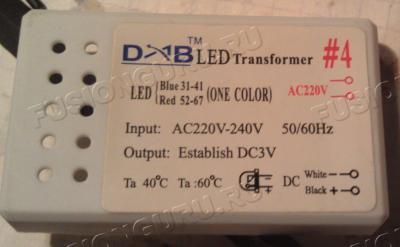 DMB™ LED Transformer #4
LED { Blue 31-41 (ONE COLOR) AC220V
Red 52-67
Input: AC220V-240V 50/60Hz
Output: Establish DC3V
Ta 40°C Ta :60°C - + DC White -
Black +
FUSIONGURU.RU